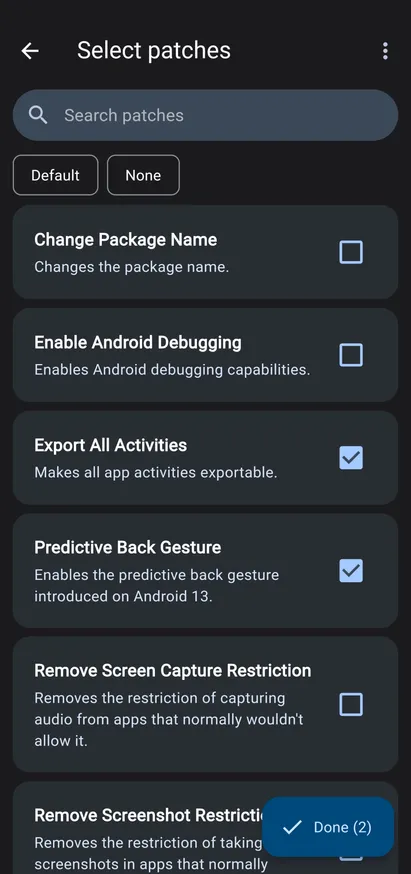 Select patches
Search patches
Default
None
Change Package Name
Changes the package name.
Enable Android Debugging
Enables Android debugging capabilities.
Export All Activities
Makes all app activities exportable.
Predictive Back Gesture
Enables the predictive back gesture
introduced on Android 13.
Remove Screen Capture Restriction
Removes the restriction of capturing
audio from apps that normally wouldn't
allow it.
Remove Screenshot
Removes the restriction of taking
screenshots in apps that normally
Done (2)